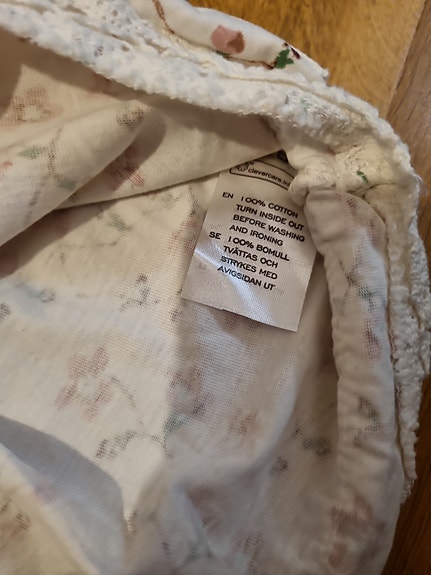 clevercare.info
EN 100% COTTON
TURN INSIDE OUT
BEFORE WASHING
AND IRONING
SE 100% BOMULL
TVÄTTAS OCH
STRYKES MED
AVIGSIDAN UT